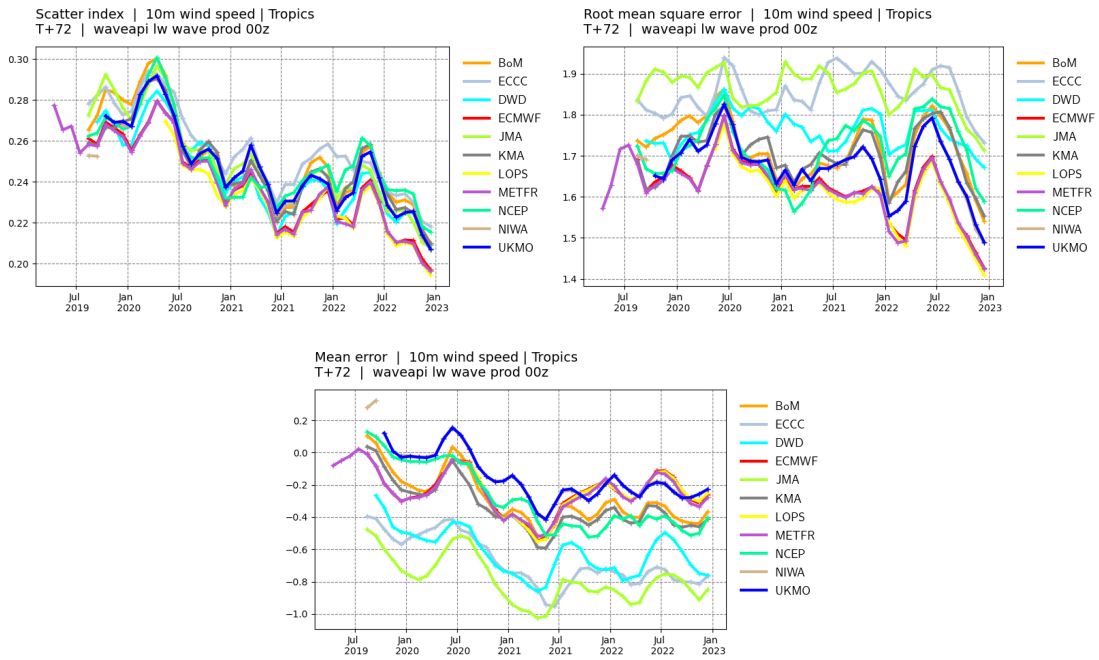 Scatter index | 10m wind speed | Tropics
T+72 | waveapi lw wave prod 00z
0.30
0.28
0.26
0.24
0.22
0.20
Jul 2019
Jan 2020
Jul 2020
Jan 2021
Jul 2021
Jan 2022
Jul 2022
Jan 2023
BoM
ECCC
DWD
ECMWF
JMA
KMA
LOPS
METFR
NCEP
NIWA
UKMO
Root mean square error | 10m wind speed | Tropics
T+72 | waveapi lw wave prod 00z
1.9
1.8
1.7
1.6
1.5
1.4
Jul 2019
Jan 2020
Jul 2020
Jan 2021
Jul 2021
Jan 2022
Jul 2022
Jan 2023
BoM
ECCC
DWD
ECMWF
JMA
KMA
LOPS
METFR
NCEP
NIWA
UKMO
Mean error | 10m wind speed | Tropics
T+72 | waveapi lw wave prod 00z
0.2
0.0
−0.2
−0.4
−0.6
−0.8
−1.0
Jul 2019
Jan 2020
Jul 2020
Jan 2021
Jul 2021
Jan 2022
Jul 2022
Jan 2023
BoM
ECCC
DWD
ECMWF
JMA
KMA
LOPS
METFR
NCEP
NIWA
UKMO